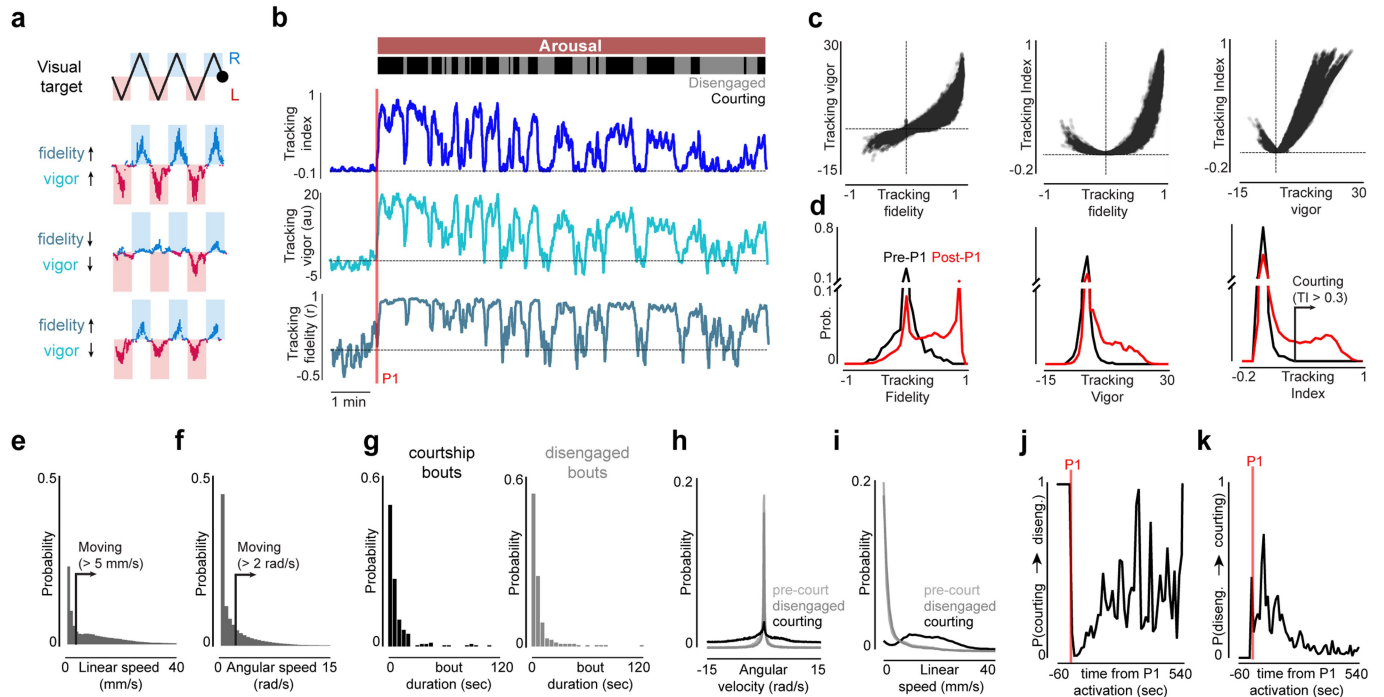 a
Visual
target
R
L
fidelity ↑
vigor ↑
fidelity ↓
vigor ↓
fidelity ↑
vigor ↓
b
Arousal
Disengaged
Courting
Tracking
index
1
-0.1
Tracking
vigor (au)
20
-5
Tracking
fidelity (r)
1
-0.5
1 min
P1
c
Tracking vigor
30
-15
-1
Tracking
fidelity
1
Tracking Index
1
-0.2
-1
Tracking
fidelity
1
Tracking Index
1
-0.2
-15
Tracking
vigor
30
d
Prob.
0.8
0.1
0.1
0
Pre-P1
Post-P1
-1
Tracking
Fidelity
1
-15
Tracking
Vigor
30
Courting
(TI > 0.3)
-0.2
Tracking
Index
1
e
Probability
0.5
0
Moving
(> 5 mm/s)
0
Linear speed
(mm/s)
40
f
Probability
0.5
0
Moving
(> 2 rad/s)
0
Angular speed
(rad/s)
15
g
courtship
bouts
Probability
0.6
0
0
bout
duration (sec)
120
disengaged
bouts
Probability
0.6
0
0
bout
duration (sec)
120
h
Probability
0.2
0
pre-court
disengaged
courting
-15
Angular
velocity (rad/s)
15
i
Probability
0.2
0
pre-court
disengaged
courting
0
Linear
speed (mm/s)
40
j
P1
P(courting → diseng.)
1
0
-60
time from P1
activation (sec)
540
k
P1
P(diseng. → courting)
1
0
-60
time from P1
activation (sec)
540